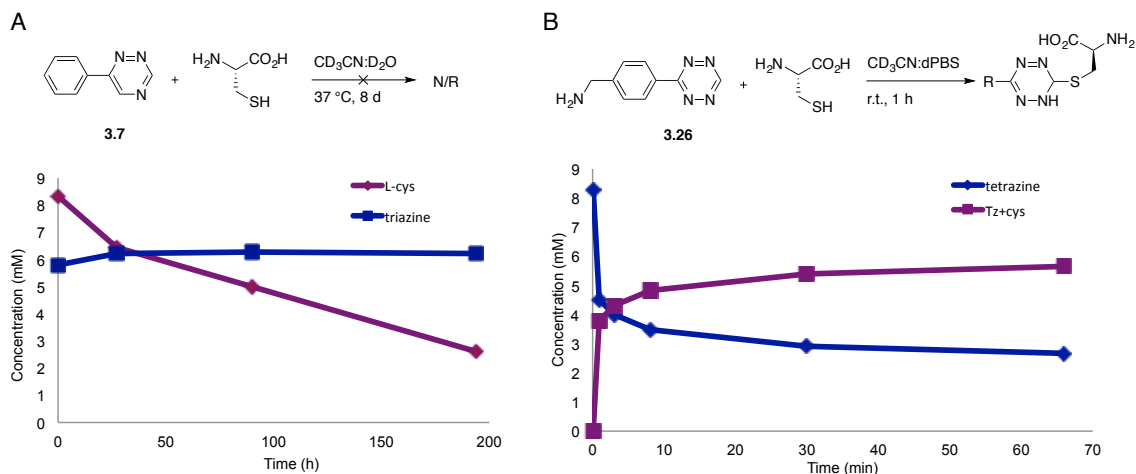 A
N
N
N
+
H2N
CO2H
SH
CD3CN:D2O
37 °C, 8 d
N/R
3.7
9
8
7
6
5
4
3
2
1
0
0
50
100
150
200
Concentration (mM)
Time (h)
L-cys
triazine
B
H2N
N
N
N
N
+
H2N
CO2H
SH
CD3CN:dPBS
r.t., 1 h
HO2C
NH2
S
R
N
N
N
NH
3.26
9
8
7
6
5
4
3
2
1
0
0
10
20
30
40
50
60
70
Concentration (mM)
Time (min)
tetrazine
Tz+cys